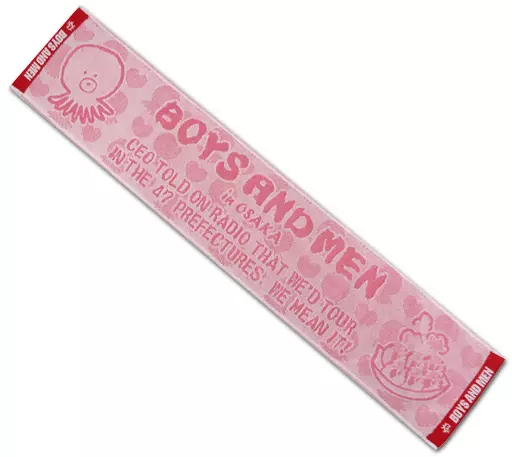 BOYS AND MEN
BOYS AND MEN
in OSAKA
CEO TOLD ON RADIO THAT WE'D TOUR
IN THE 47 PREFECTURES! WE MEAN IT!
BOYS AND MEN